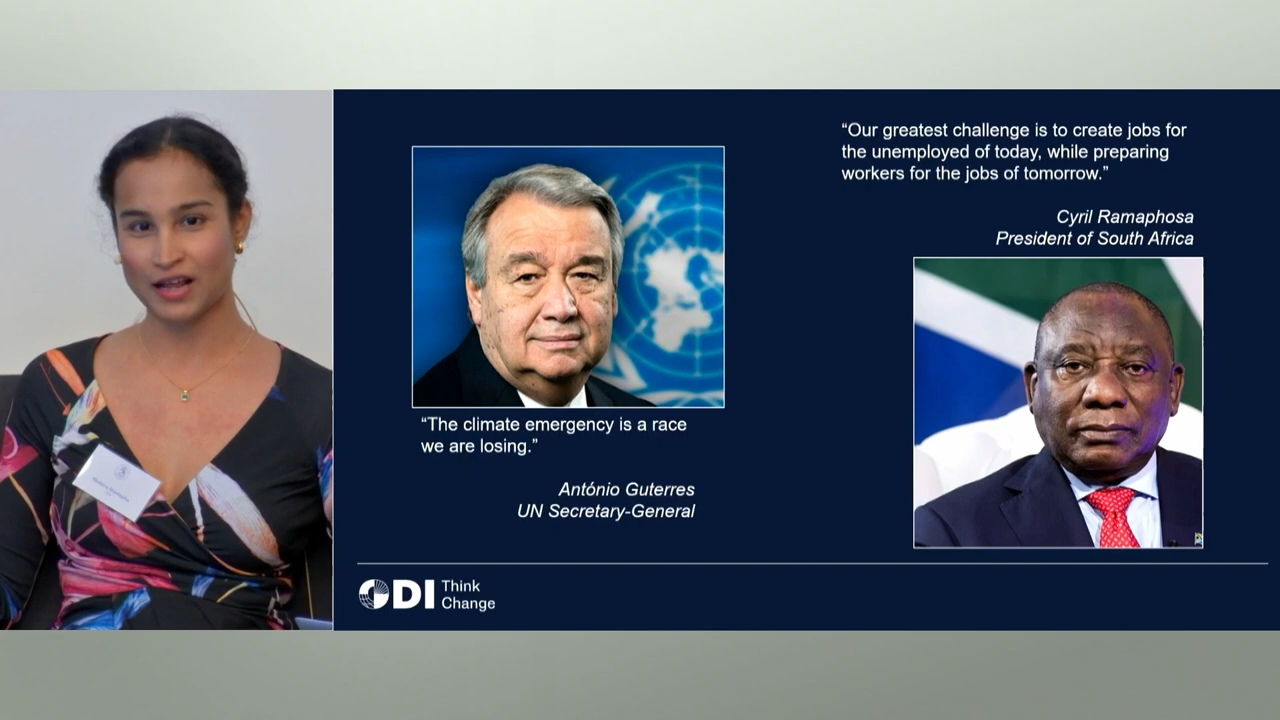 “Our greatest challenge is to create jobs for
the unemployed of today, while preparing
workers for the jobs of tomorrow.”
Cyril Ramaphosa
President of South Africa
“The climate emergency is a race
we are losing.”
António Guterres
UN Secretary-General
ODI Think
Change